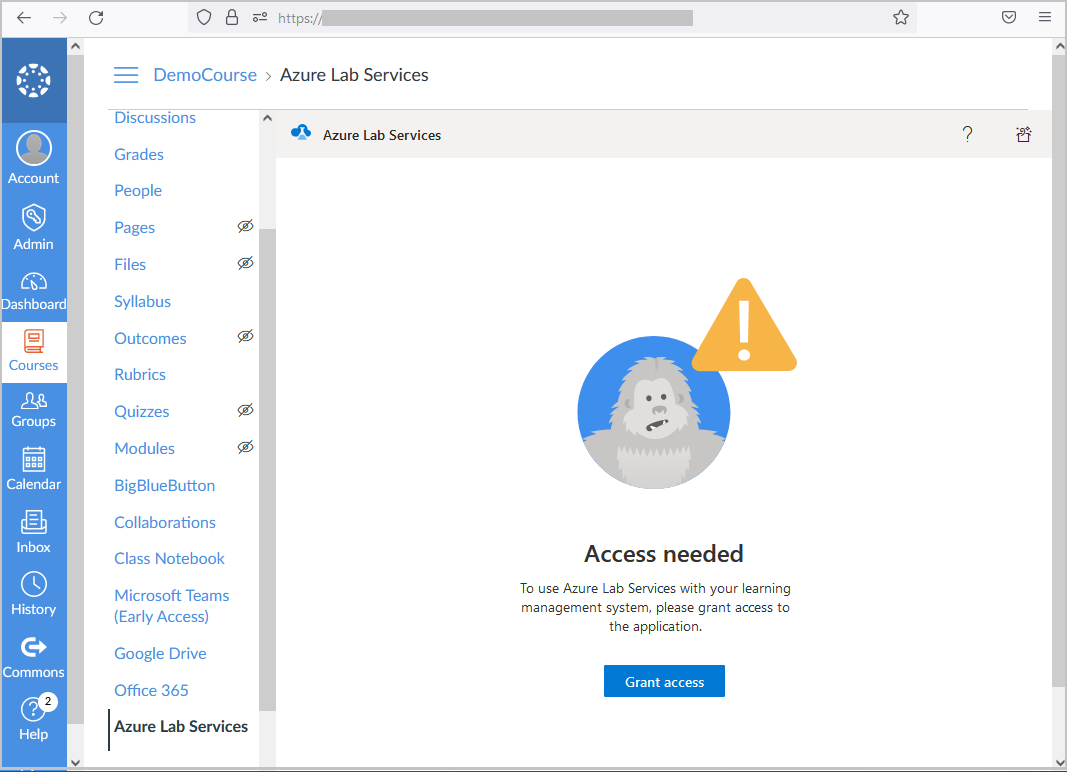 https://
DemoCourse > Azure Lab Services
Account
Admin
Dashboard
Courses
Groups
Calendar
Inbox
History
Commons
2
Help
Discussions
Grades
People
Pages
Files
Syllabus
Outcomes
Rubrics
Quizzes
Modules
BigBlueButton
Collaborations
Class Notebook
Microsoft Teams
(Early Access)
Google Drive
Office 365
Azure Lab Services
Azure Lab Services
Access needed
To use Azure Lab Services with your learning
management system, please grant access to
the application.
Grant access